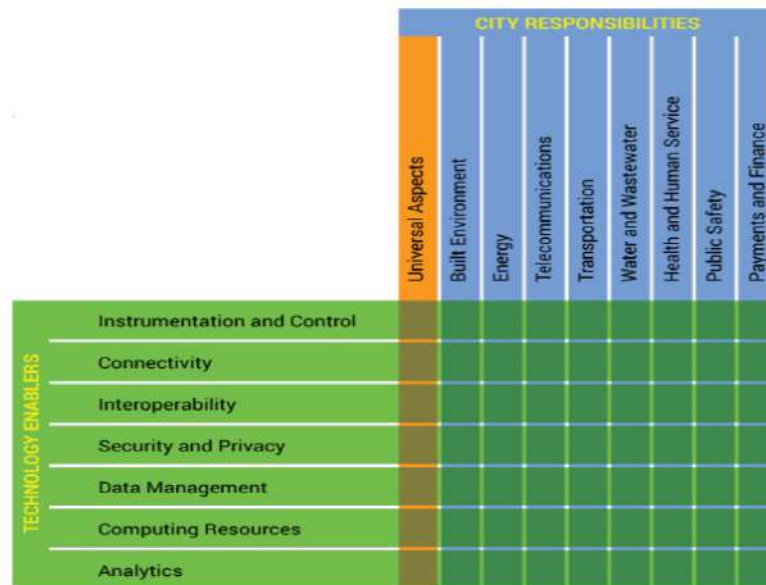 CITY RESPONSIBILITIES
Universal Aspects
Built Environment
Energy
Telecommunications
Transportation
Water and Wastewater
Health and Human Service
Public Safety
Payments and Finance
TECHNOLOGY ENABLERS
Instrumentation and Control
Connectivity
Interoperability
Security and Privacy
Data Management
Computing Resources
Analytics